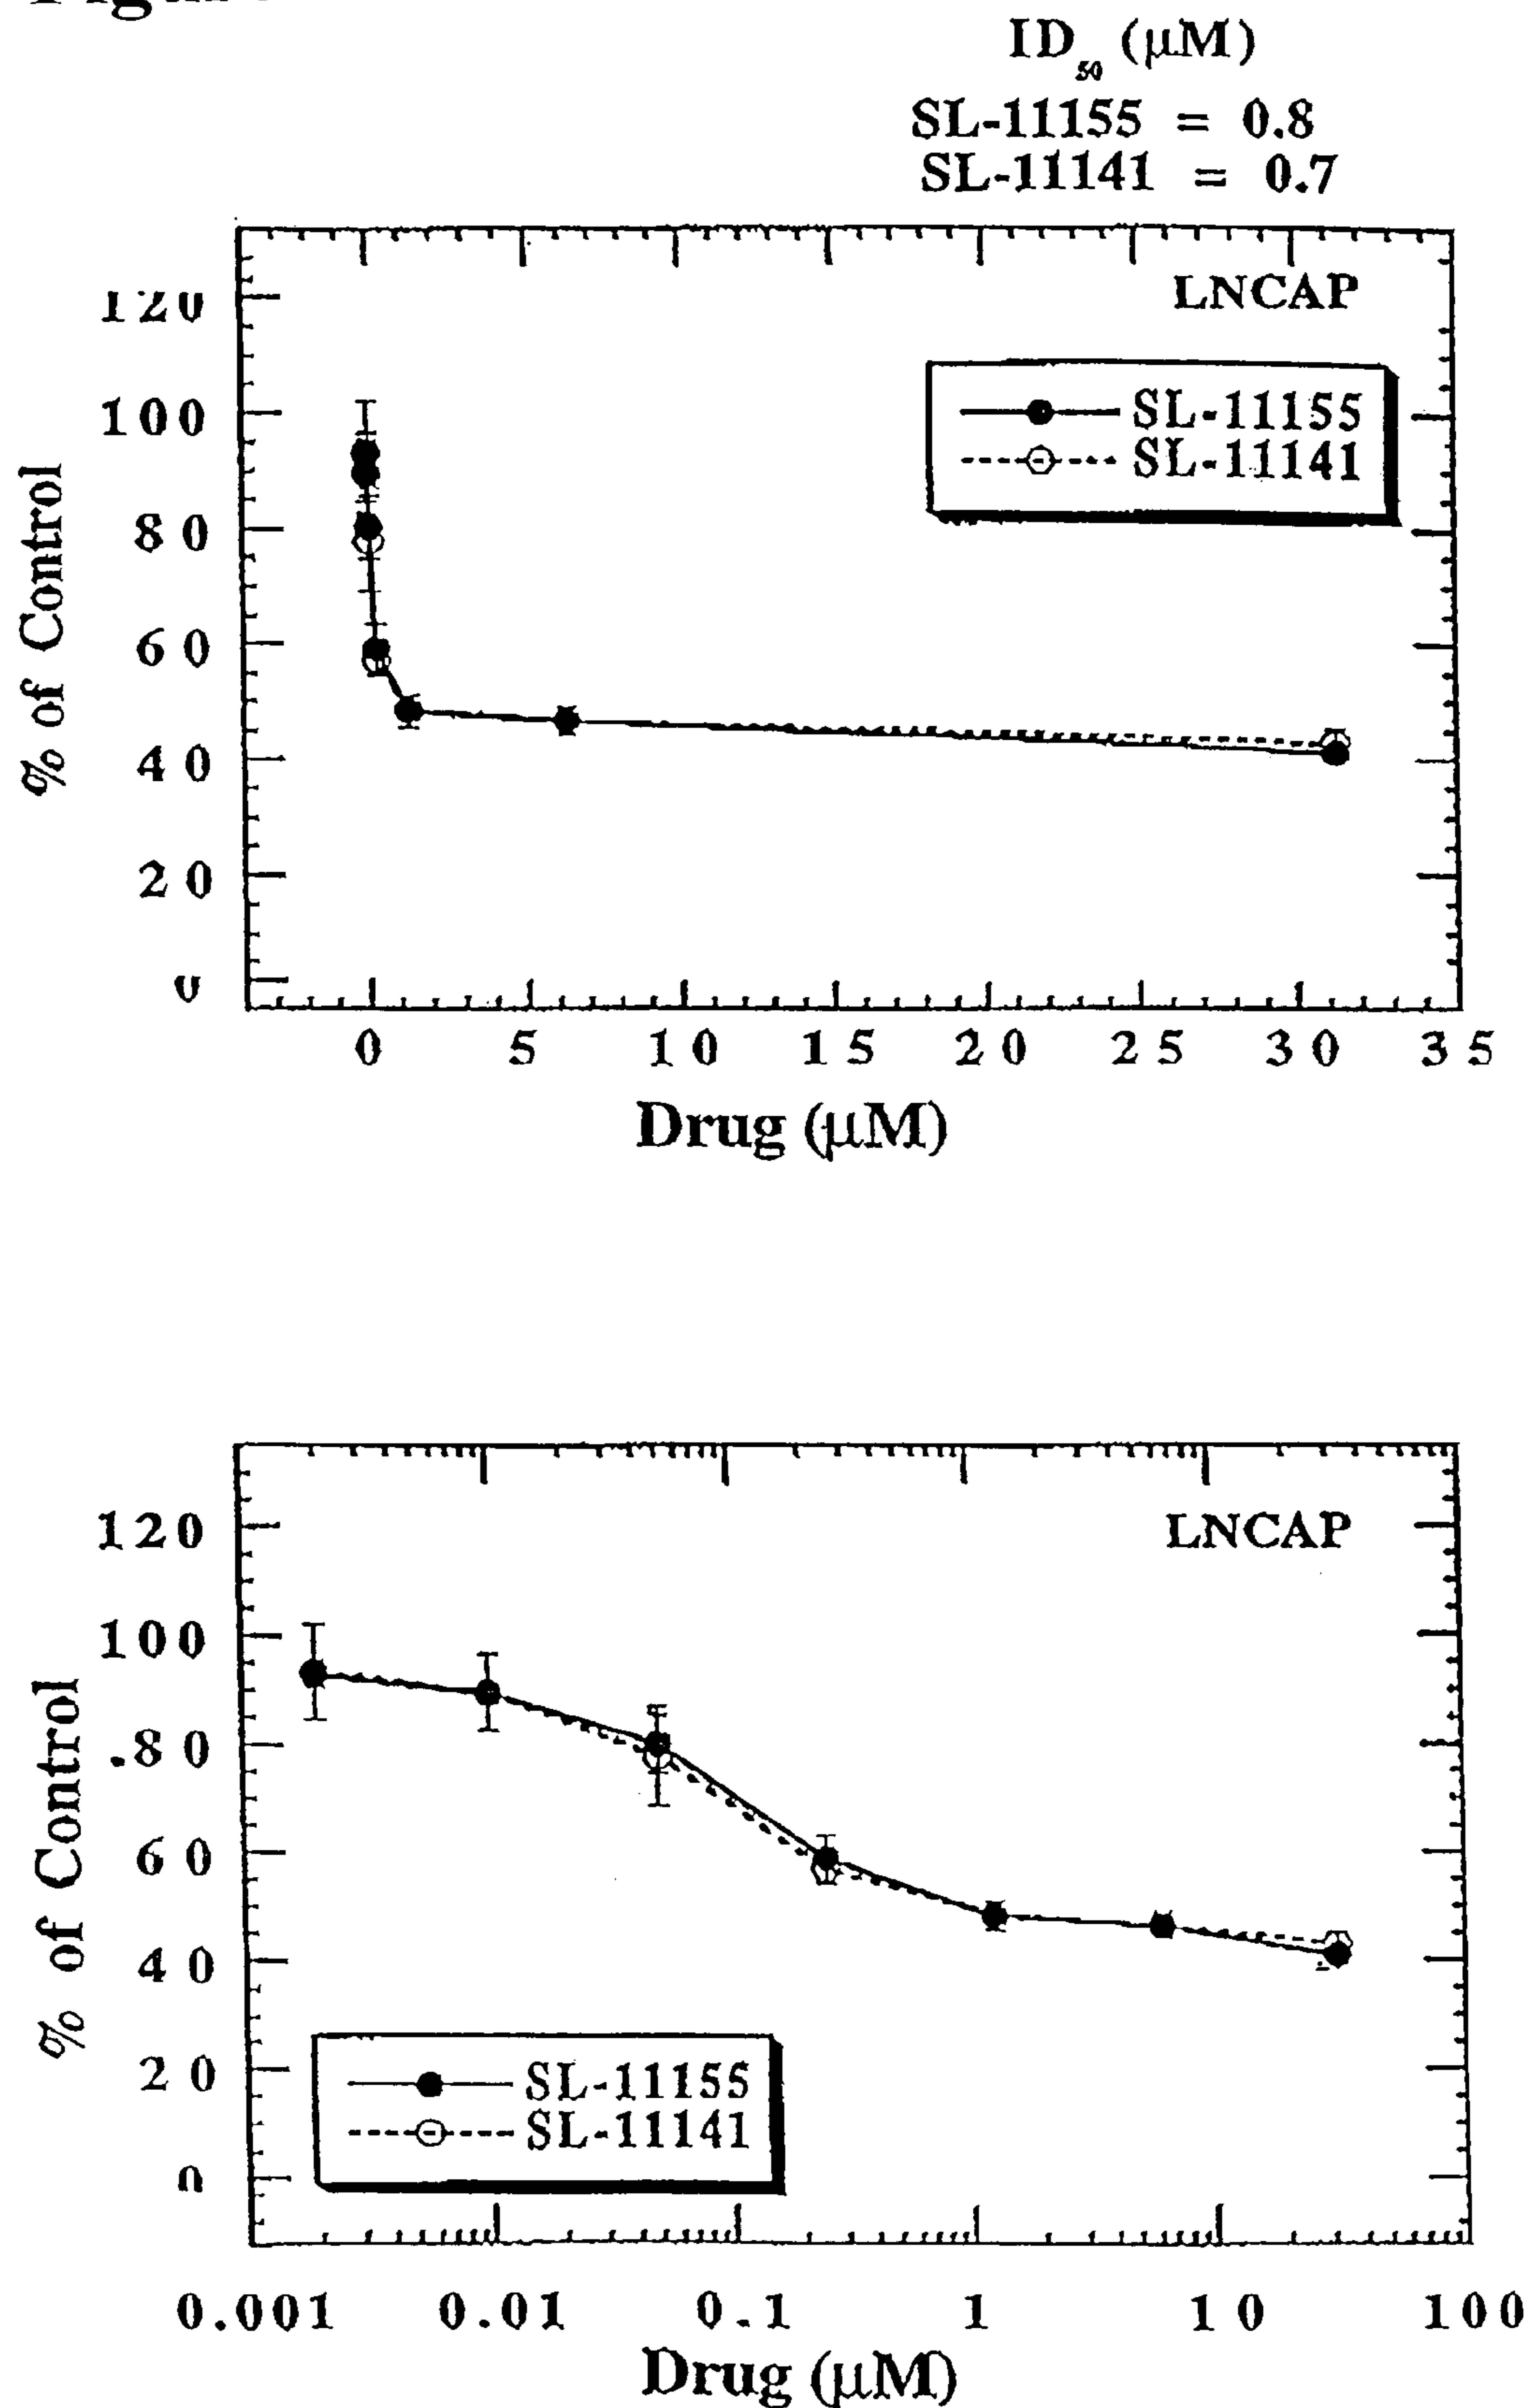 ID50 (μM)
SL-11155 = 0.8
SL-11141 = 0.7
LNCAP
SL-11155
SL-11141
120
100
80
60
40
20
0
% of Control
0 5 10 15 20 25 30 35
Drug (μM)
LNCAP
120
100
.80
60
40
20
0
% of Control
SL-11155
SL-11141
0.001 0.01 0.1 1 10 100
Drug (μM)